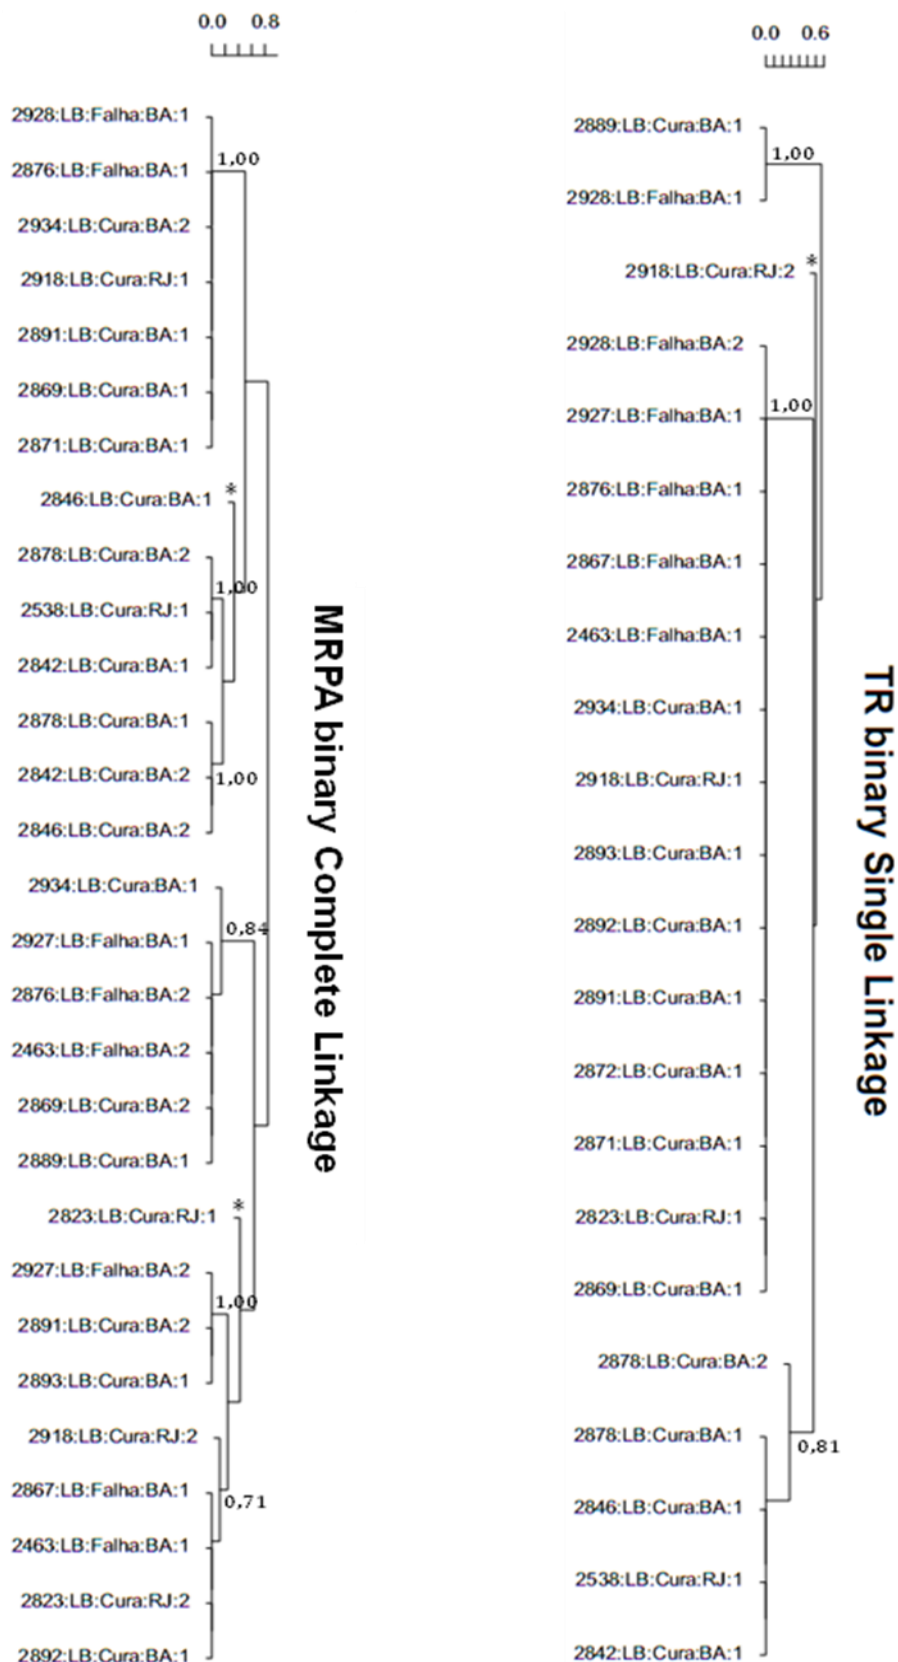 0.0 0.8
2928:LB:Falha:BA:1
1,00
2876:LB:Falha:BA:1
2934:LB:Cura:BA:2
2918:LB:Cura:RJ:1
2891:LB:Cura:BA:1
2869:LB:Cura:BA:1
2871:LB:Cura:BA:1
*
2846:LB:Cura:BA:1
2878:LB:Cura:BA:2
1,00
2538:LB:Cura:RJ:1
2842:LB:Cura:BA:1
2878:LB:Cura:BA:1
2842:LB:Cura:BA:2
1,00
2846:LB:Cura:BA:2
2934:LB:Cura:BA:1
0,84
2927:LB:Falha:BA:1
2876:LB:Falha:BA:2
2463:LB:Falha:BA:2
2869:LB:Cura:BA:2
2889:LB:Cura:BA:1
*
2823:LB:Cura:RJ:1
2927:LB:Falha:BA:2
1,00
2891:LB:Cura:BA:2
2893:LB:Cura:BA:1
2918:LB:Cura:RJ:2
2867:LB:Falha:BA:1
0,71
2463:LB:Falha:BA:1
2823:LB:Cura:RJ:2
2892:LB:Cura:BA:1
MRPA binary Complete Linkage
0.0 0.6
2889:LB:Cura:BA:1
1,00
2928:LB:Falha:BA:1
*
2918:LB:Cura:RJ:2
2928:LB:Falha:BA:2
1,00
2927:LB:Falha:BA:1
2876:LB:Falha:BA:1
2867:LB:Falha:BA:1
2463:LB:Falha:BA:1
2934:LB:Cura:BA:1
2918:LB:Cura:RJ:1
2893:LB:Cura:BA:1
2892:LB:Cura:BA:1
2891:LB:Cura:BA:1
2872:LB:Cura:BA:1
2871:LB:Cura:BA:1
2823:LB:Cura:RJ:1
2869:LB:Cura:BA:1
2878:LB:Cura:BA:2
2878:LB:Cura:BA:1
0,81
2846:LB:Cura:BA:1
2538:LB:Cura:RJ:1
2842:LB:Cura:BA:1
TR binary Single Linkage